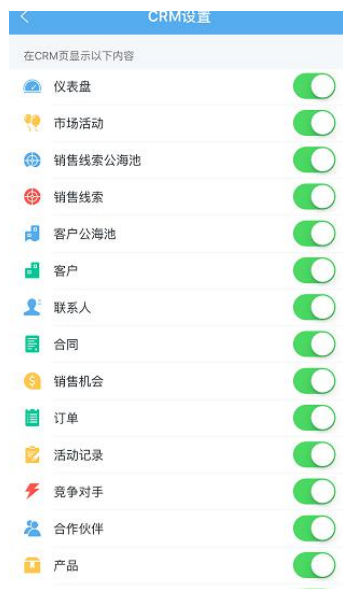 CRM设置
在CRM页显示以下内容
仪表盘
市场活动
销售线索公海池
销售线索
客户公海池
客户
联系人
合同
销售机会
订单
活动记录
竞争对手
合作伙伴
产品